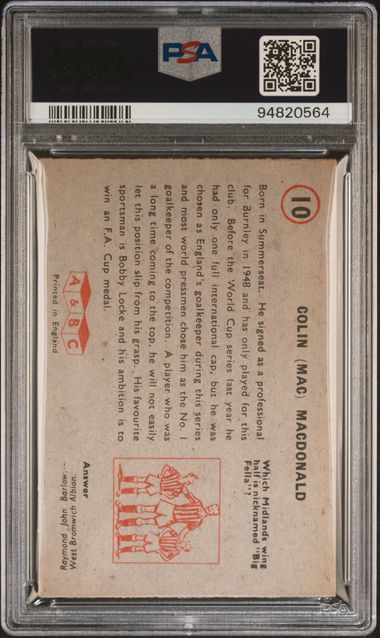 PSA
94820564
10
COLIN (MAC) MACDONALD
Born in Summerseat. He signed as a professional
for Burnley in 1948 and has only played for this
club. Before the World Cup series last year he
had only one full international cap, but he was
chosen as England's goalkeeper during this series
and most world pressmen chose him as the No. 1
goalkeeper of the competition. A player who was
a long time coming to the top, he will not easily
let this position slip from his grasp. His favourite
sportsman is Bobby Locke and his ambition is to
win an F.A. Cup medal.
A & B C
Printed in England
Which Midlands wing
half is nicknamed "Big
Fella"?
Answer
Raymond John Barlow—
West Bromwich Albion.
PSA